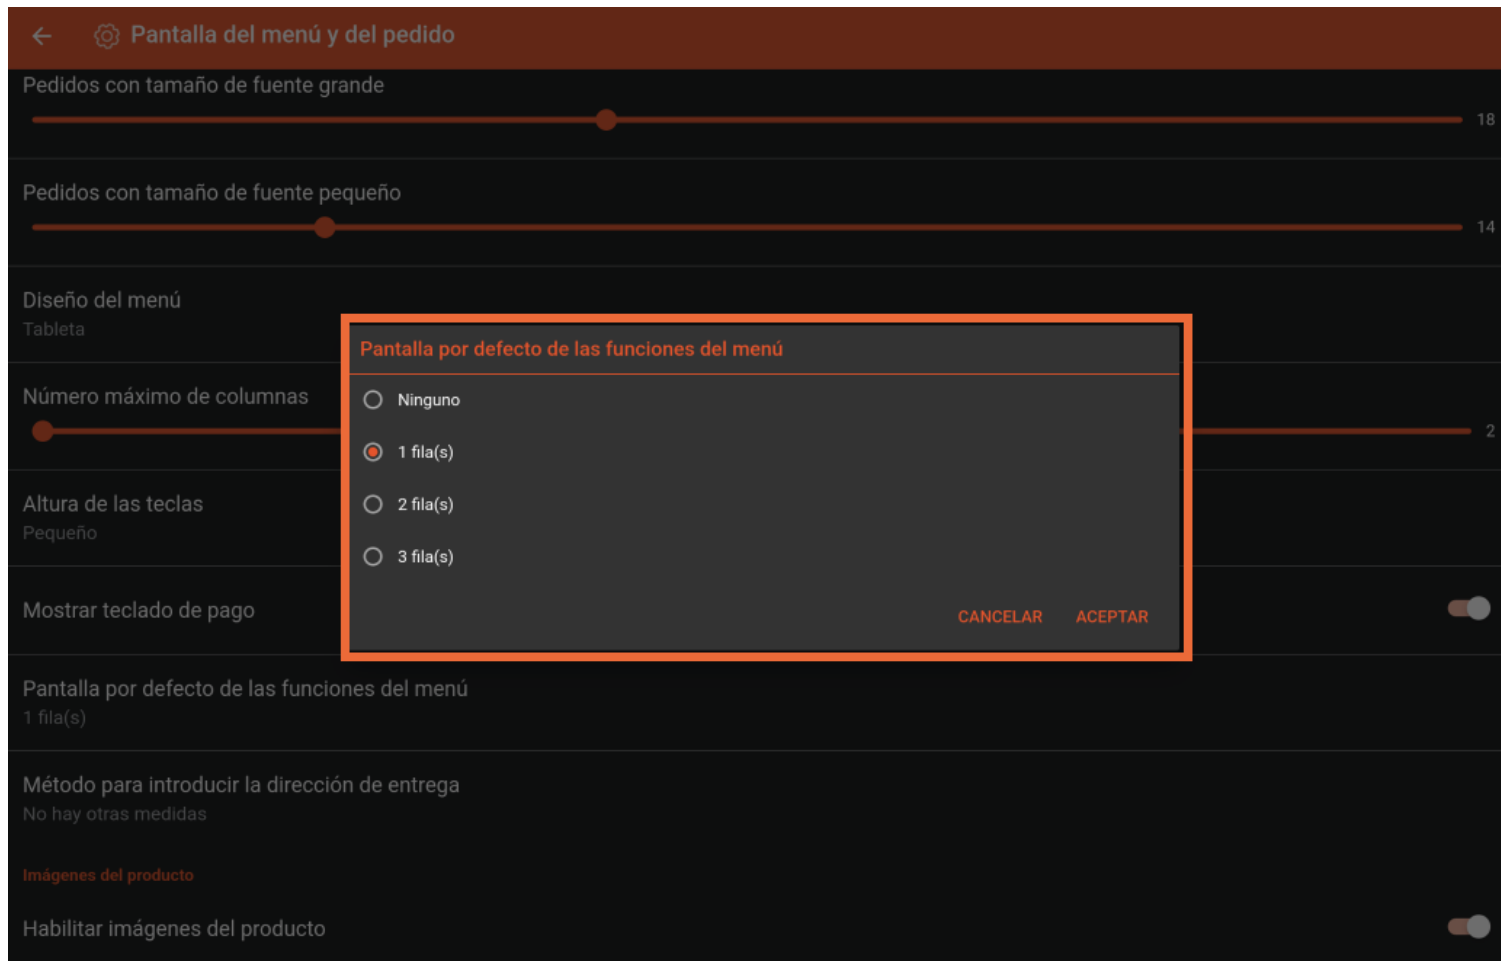 Pantalla del menú y del pedido
Pedidos con tamaño de fuente grande
18
Pedidos con tamaño de fuente pequeño
14
Diseño del menú
Tableta
Pantalla por defecto de las funciones del menú
Número máximo de columnas
2
Ninguno
1 fila(s)
2 fila(s)
3 fila(s)
CANCELAR ACEPTAR
Altura de las teclas
Pequeño
Mostrar teclado de pago
Pantalla por defecto de las funciones del menú
1 fila(s)
Método para introducir la dirección de entrega
No hay otras medidas
Imágenes del producto
Habilitar imágenes del producto